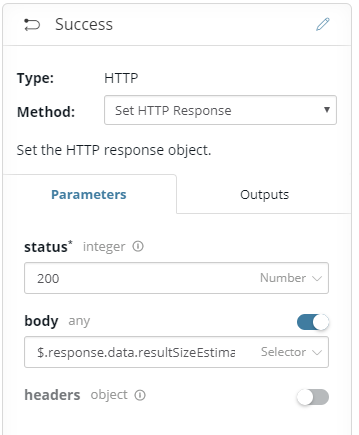 Success
Type: HTTP
Method: Set HTTP Response
Set the HTTP response object.
Parameters Outputs
status* integer
200 Number
body any
$.response.data.resultSizeEstima Selector
headers object